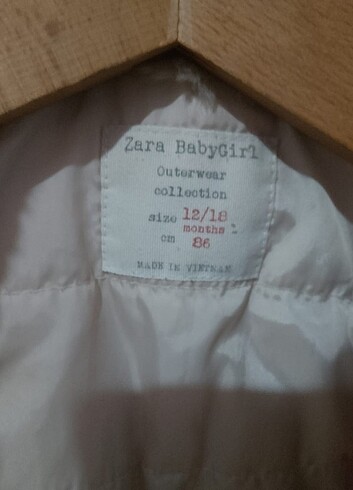 Zara BabyGirl
Outerwear
collection
size 12/18
months
cm 86
MADE IN VIETNAM